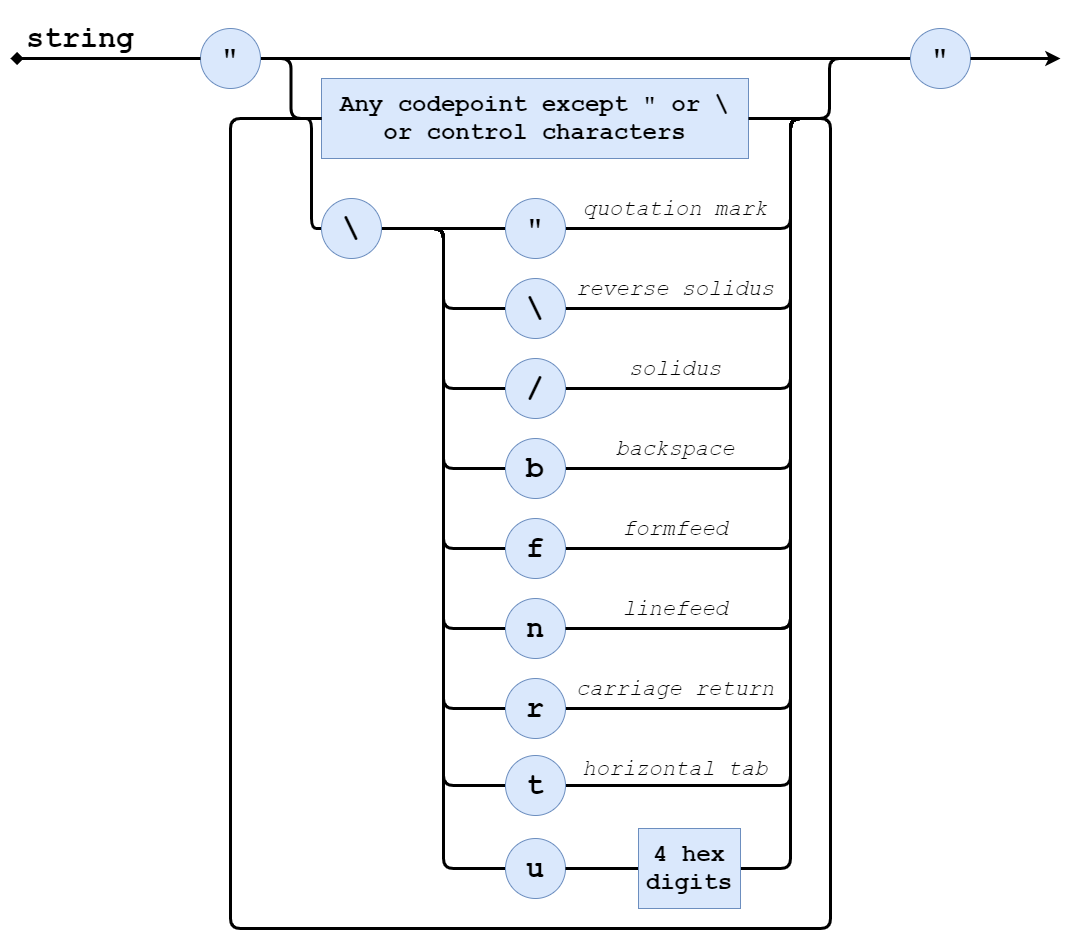 string
" "
Any codepoint except " or \
or control characters
\ " quotation mark
\ reverse solidus
/ solidus
b backspace
f formfeed
n linefeed
r carriage return
t horizontal tab
u 4 hex
digits